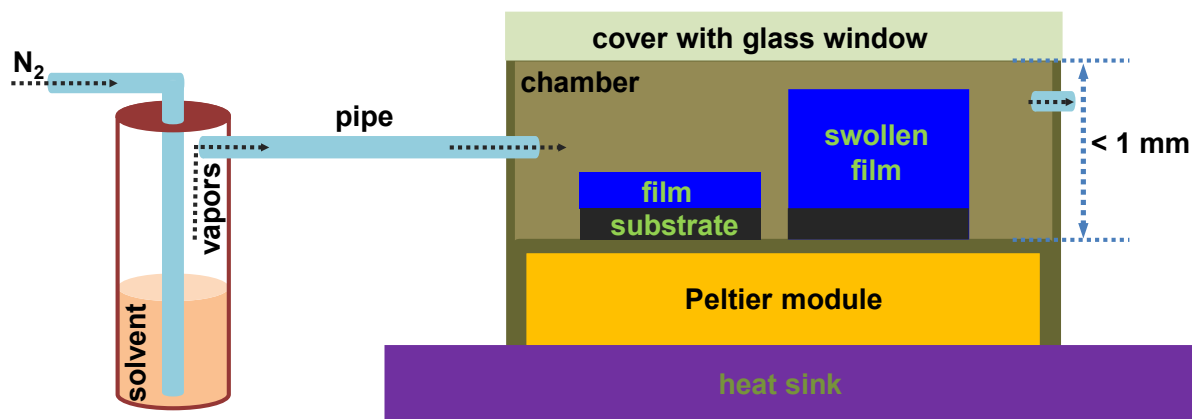 cover with glass window
N2
chamber
pipe
swollen
film
< 1 mm
vapors
film
substrate
solvent
Peltier module
heat sink